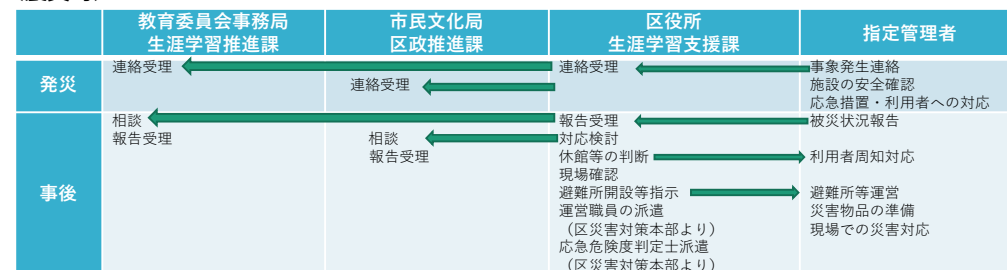 教育委員会事務局
生涯学習推進課
市民文化局
区政推進課
区役所
生涯学習支援課
指定管理者
発災
連絡受理
連絡受理
連絡受理
事象発生連絡
施設の安全確認
応急措置・利用者への対応
事後
相談
報告受理
相談
報告受理
報告受理
対応検討
休館等の判断
現場確認
避難所開設等指示
運営職員の派遣
（区災害対策本部より）
応急危険度判定士派遣
（区災害対策本部より）
被災状況報告
利用者周知対応
避難所等運営
災害物品の準備
現場での災害対応